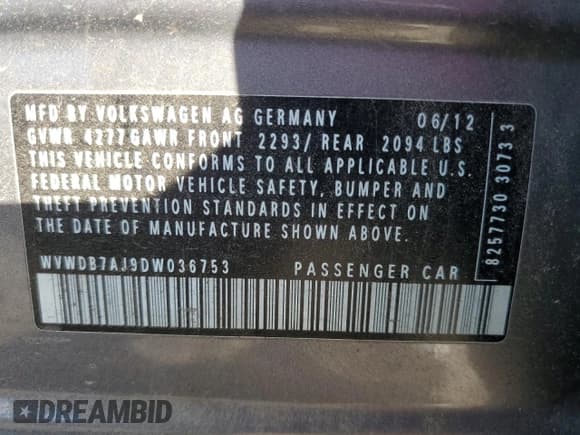 MFD BY VOLKSWAGEN AG GERMANY 06/12
GVWR 4277 GAWR FRONT 2293/ REAR 2094 LBS
THIS VEHICLE CONFORMS TO ALL APPLICABLE U.S.
FEDERAL MOTOR VEHICLE SAFETY, BUMPER AND
THEFT PREVENTION STANDARDS IN EFFECT ON
THE DATE OF MANUFACTURE SHOWN ABOVE.
WVWDB7AJ9DW036753 PASSENGER CAR
8257730 3073 3
DREAMBID